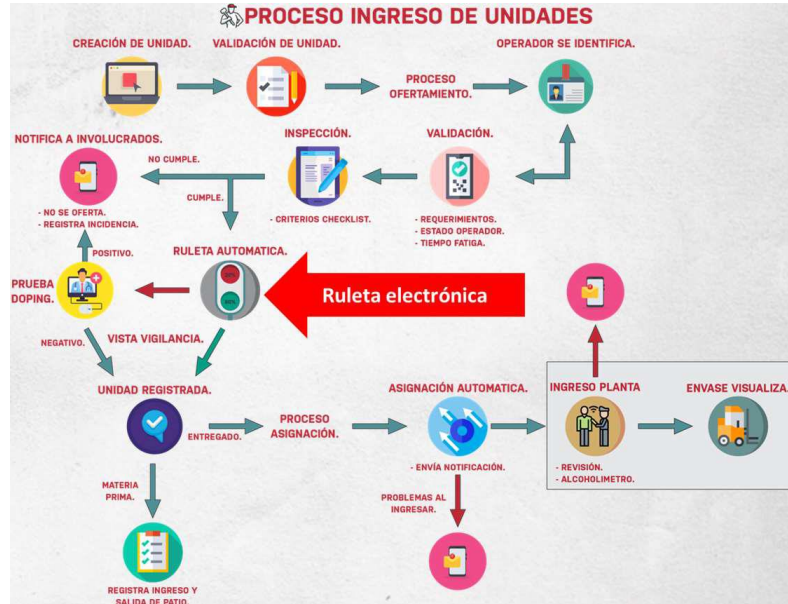 PROCESO INGRESO DE UNIDADES
CREACIÓN DE UNIDAD.
VALIDACIÓN DE UNIDAD.
OPERADOR SE IDENTIFICA.
PROCESO
OFERTAMIENTO.
NOTIFICA A INVOLUCRADOS.
INSPECCIÓN.
VALIDACIÓN.
NO CUMPLE.
CUMPLE.
- NO SE OFERTA.
- REGISTRA INCIDENCIA.
- CRITERIOS CHECKLIST.
- REQUERIMIENTOS.
- ESTADO OPERADOR.
- TIEMPO FATIGA.
POSITIVO.
RULETA AUTOMATICA.
PRUEBA
DOPING.
Ruleta electrónica
NEGATIVO.
VISTA VIGILANCIA.
UNIDAD REGISTRADA.
ENTREGADO.
PROCESO
ASIGNACIÓN.
ASIGNACIÓN AUTOMATICA.
INGRESO PLANTA
ENVASE VISUALIZA.
- ENVÍA NOTIFICACIÓN.
- REVISIÓN.
- ALCOHOLIMETRO.
MATERIA
PRIMA.
PROBLEMAS AL
INGRESAR.
REGISTRA INGRESO Y
SALIDA DE PATIO.